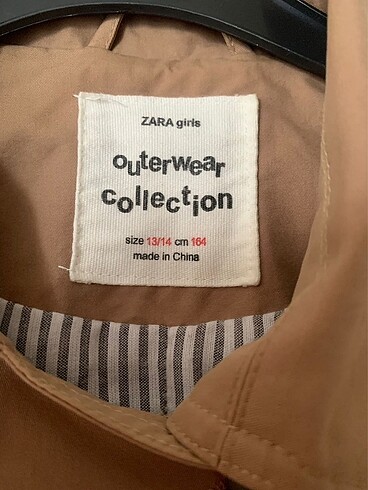 ZARA girls
outerwear
collection
size 13/14 cm 164
made in China